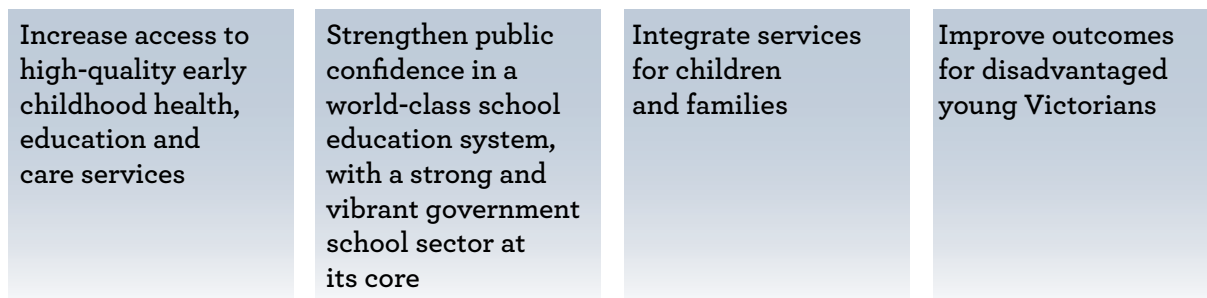 Increase access to
high-quality early
childhood health,
education and
care services
Strengthen public
confidence in a
world-class school
education system,
with a strong and
vibrant government
school sector at
its core
Integrate services
for children
and families
Improve outcomes
for disadvantaged
young Victorians